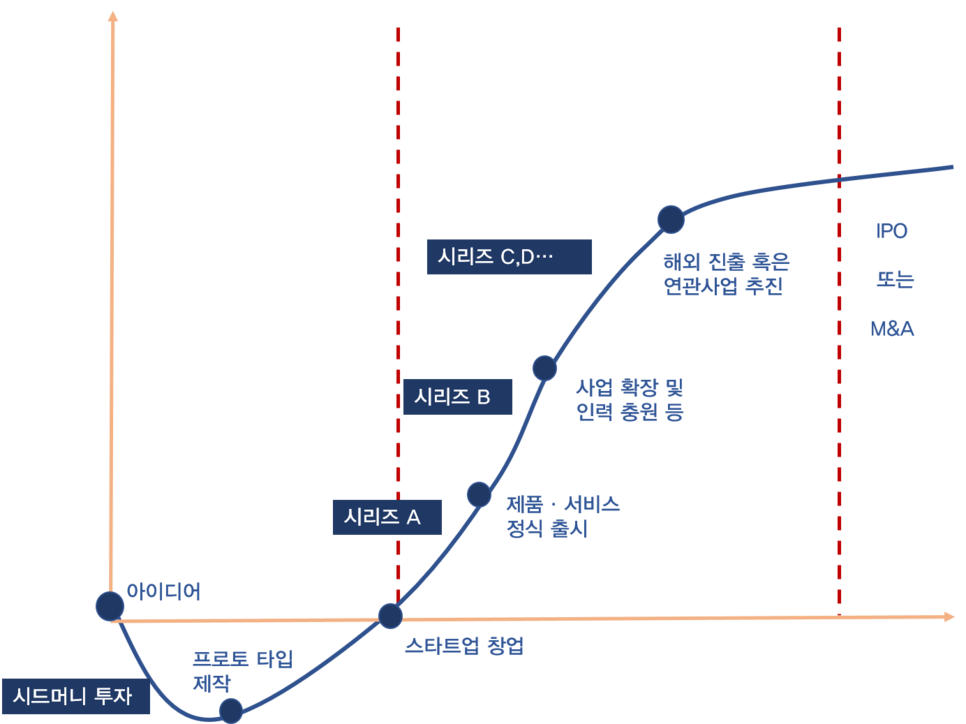 시리즈 C,D…
해외 진출 혹은
연관사업 추진
IPO
또는
M&A
시리즈 B
사업 확장 및
인력 충원 등
시리즈 A
제품 · 서비스
정식 출시
아이디어
스타트업 창업
프로토 타입
제작
시드머니 투자